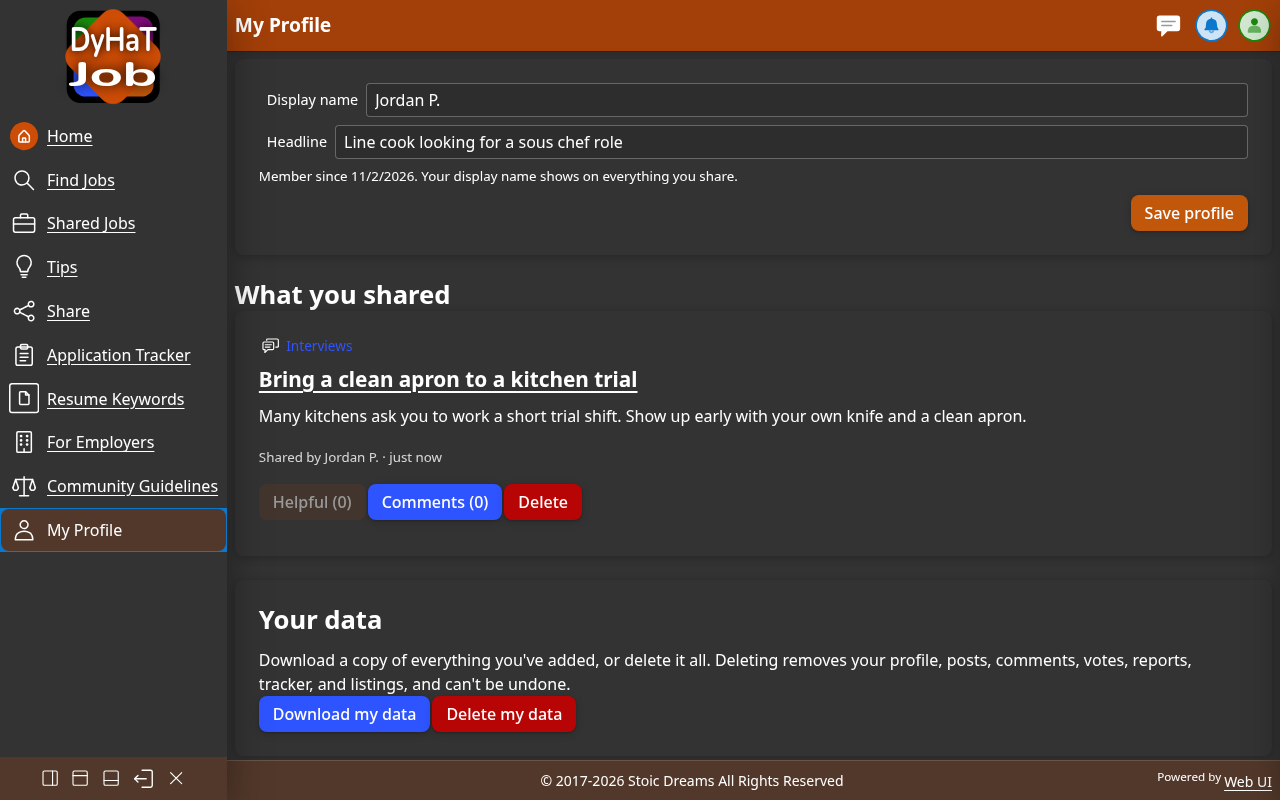 DyHaT
Job
Home
Find Jobs
Shared Jobs
Tips
Share
Application Tracker
Resume Keywords
For Employers
Community Guidelines
My Profile
My Profile
Display name
Jordan P.
Headline
Line cook looking for a sous chef role
Member since 11/2/2026. Your display name shows on everything you share.
Save profile
What you shared
Interviews
Bring a clean apron to a kitchen trial
Many kitchens ask you to work a short trial shift. Show up early with your own knife and a clean apron.
Shared by Jordan P. · just now
Helpful (0)
Comments (0)
Delete
Your data
Download a copy of everything you've added, or delete it all. Deleting removes your profile, posts, comments, votes, reports,
tracker, and listings, and can't be undone.
Download my data
Delete my data
© 2017-2026 Stoic Dreams All Rights Reserved
Powered by Web UI